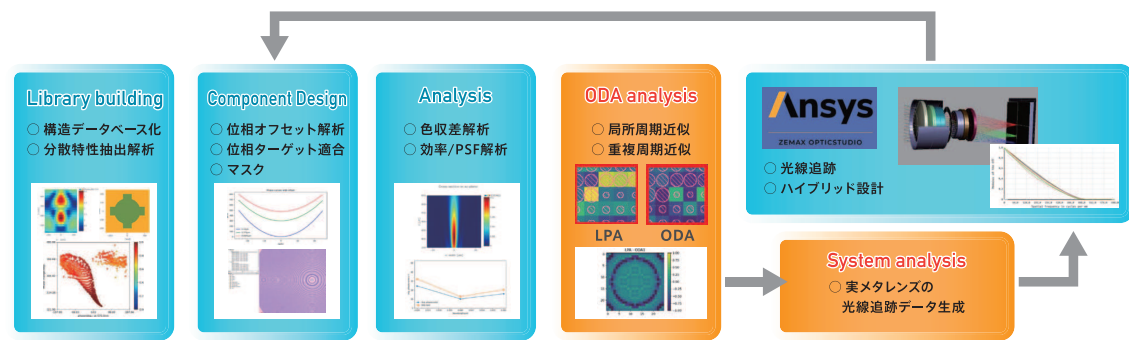 Library building
○ 構造データベース化
○ 分散特性抽出解析
Component Design
○ 位相オフセット解析
○ 位相ターゲット適合
○ マスク
Analysis
○ 色収差解析
○ 効率/PSF解析
ODA analysis
○ 局所周期近似
○ 重複周期近似
LPA
ODA
LPA - ODA1
Ansys
ZEMAX OPTICSTUDIO
○ 光線追跡
○ ハイブリッド設計
System analysis
○ 実メタレンズの
光線追跡データ生成